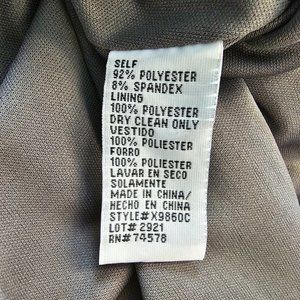 SELF
92% POLYESTER
8% SPANDEX
LINING
100% POLYESTER
DRY CLEAN ONLY
VESTIDO
100% POLIESTER
FORRO
100% POLIESTER
LAVAR EN SECO
SOLAMENTE
MADE IN CHINA/
HECHO EN CHINA
STYLE#X9860C
LOT# 2921
RN# 74578